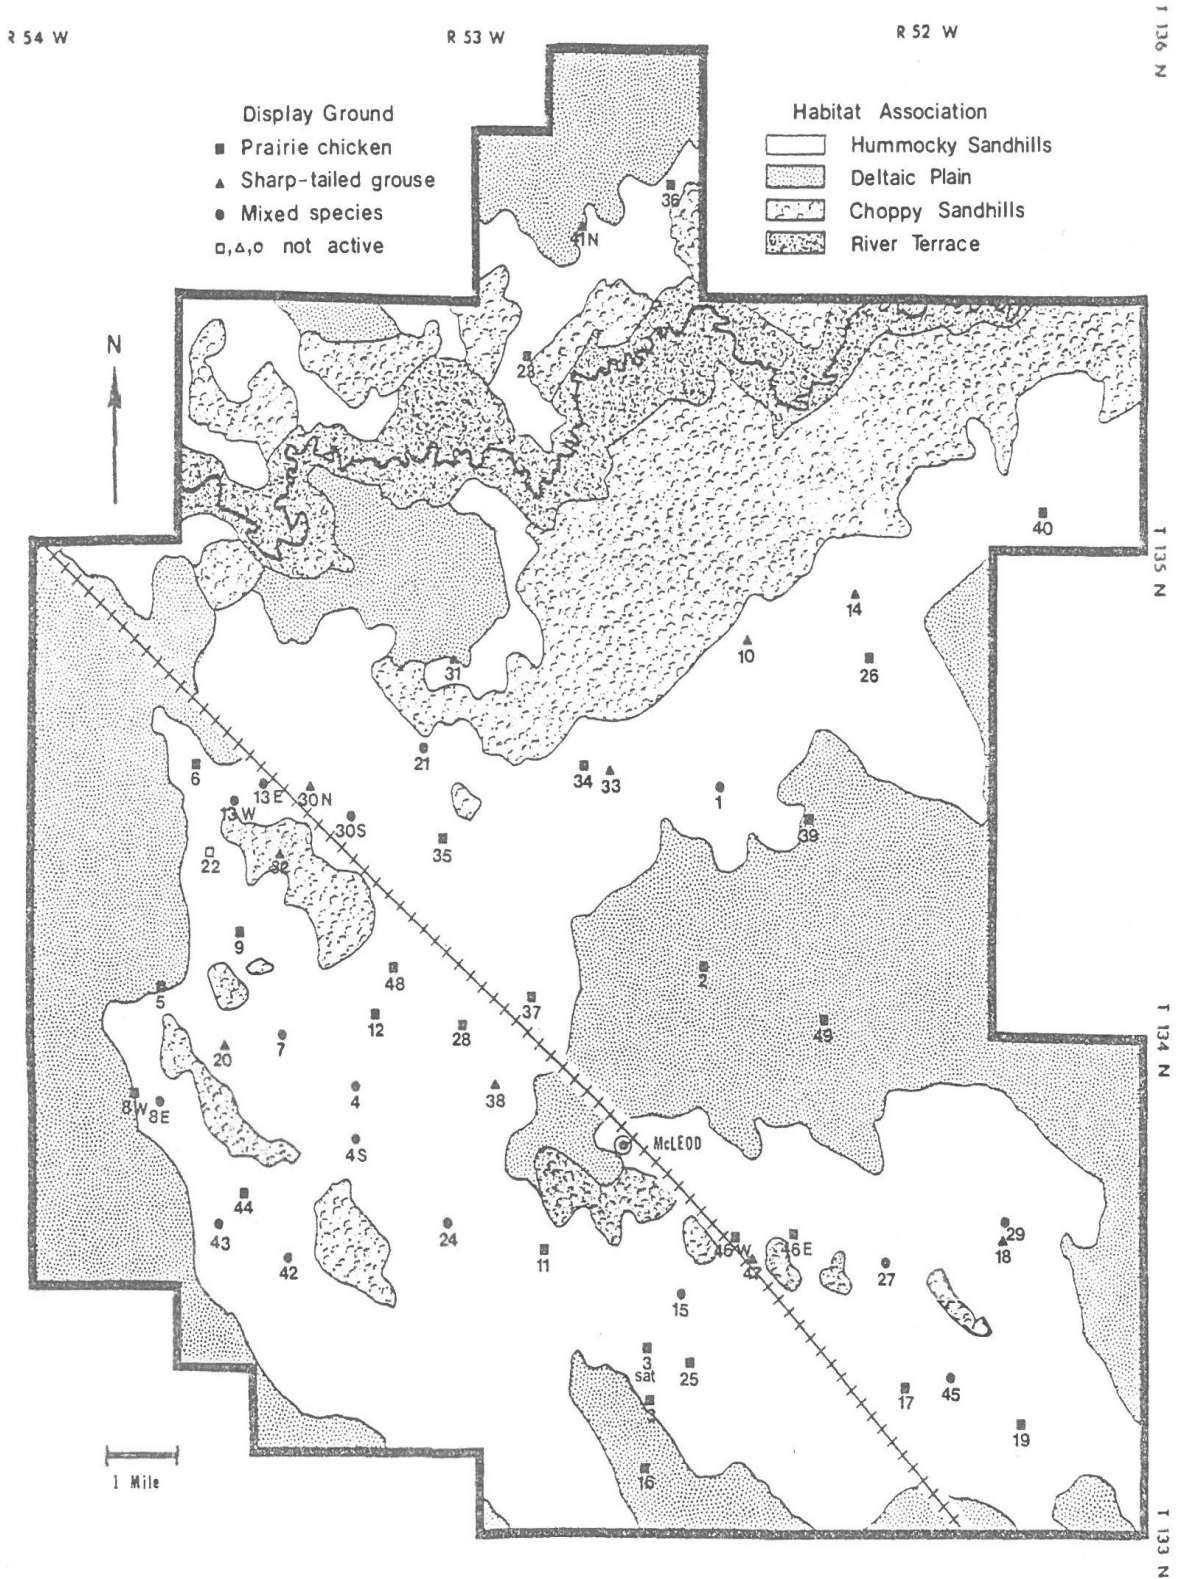 R 54 W
R 53 W
R 52 W
T 136 N
Display Ground
Prairie chicken
Sharp-tailed grouse
Mixed species
□,△,○ not active
Habitat Association
Hummocky Sandhills
Deltaic Plain
Choppy Sandhills
River Terrace
36
41N
N
23
40
T 135 N
14
10
26
31
21
34
33
6
13E
30N
1
13W
30S
39
35
22
32
9
48
2
5
37
12
28
49
7
20
T 134 N
4
38
8W
8E
McLEOD
4S
44
43
24
29
46W
46E
18
11
47
42
27
15
3
sat
25
17
45
3
19
16
1 Mile
T 133 N